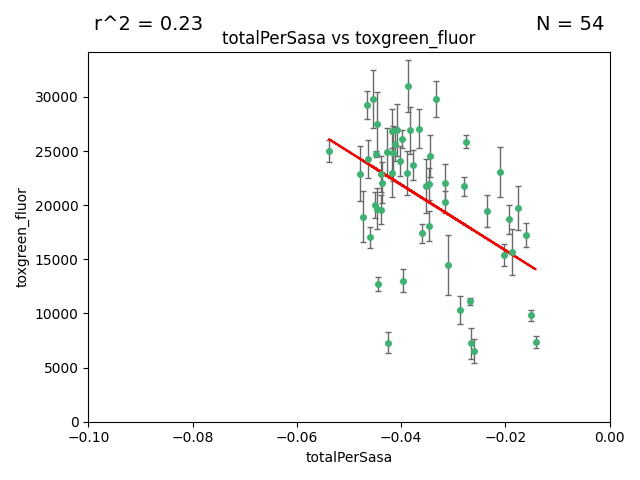 r^2 = 0.23
N = 54
totalPerSasa vs toxgreen_fluor
30000
25000
20000
15000
10000
5000
0
toxgreen_fluor
−0.10
−0.08
−0.06
−0.04
−0.02
0.00
totalPerSasa